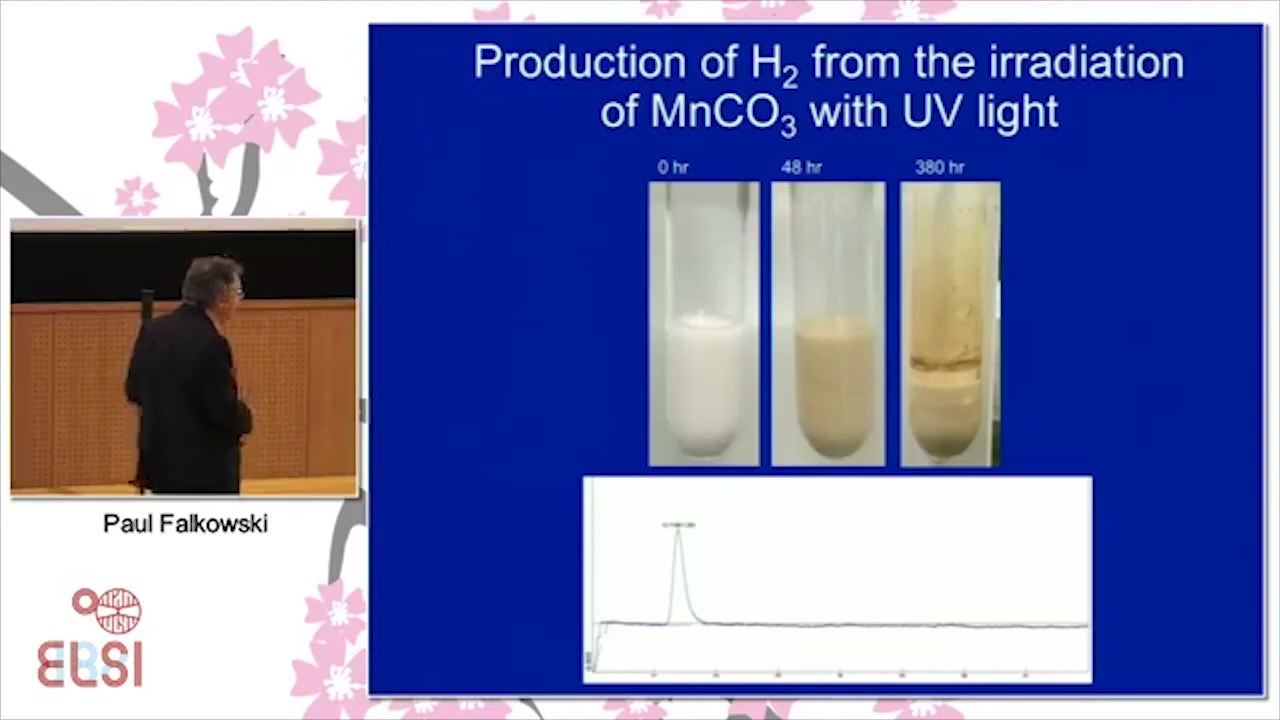 Production of H2 from the irradiation
of MnCO3 with UV light
0 hr 48 hr 380 hr
Paul Falkowski
ELSI